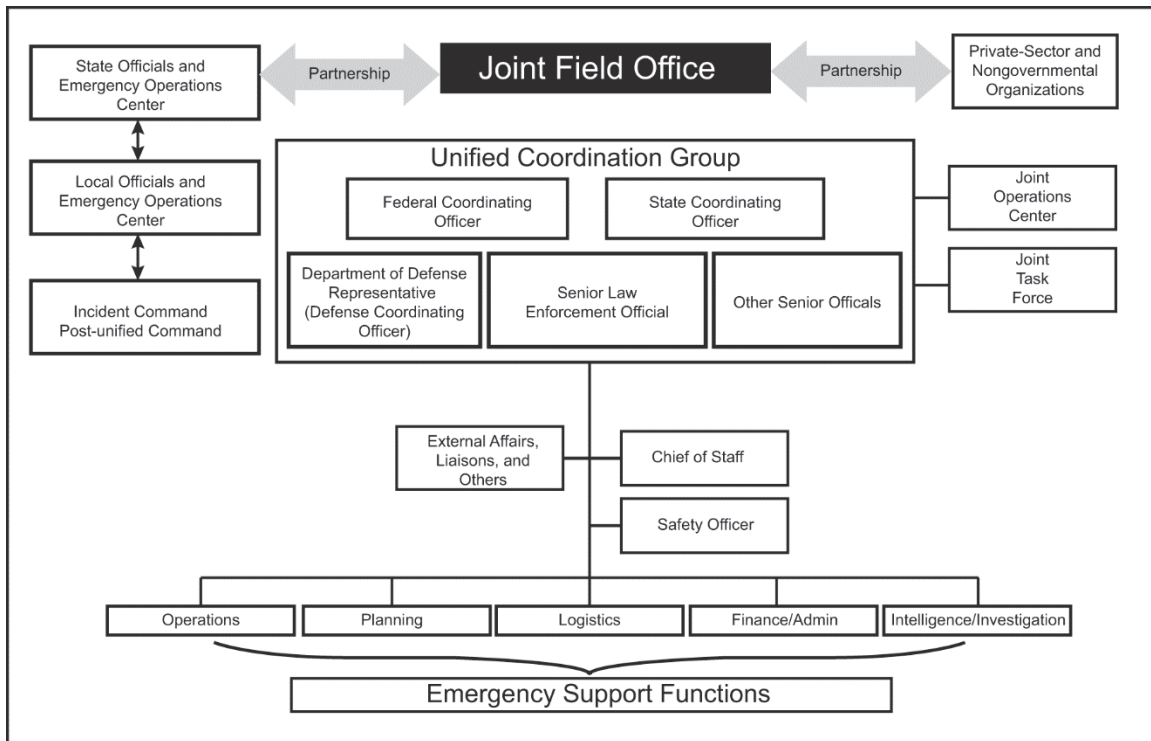 State Officials and
Emergency Operations
Center
Partnership
Joint Field Office
Partnership
Private-Sector and
Nongovernmental
Organizations
Local Officials and
Emergency Operations
Center
Incident Command
Post-unified Command
Unified Coordination Group
Federal Coordinating
Officer
State Coordinating
Officer
Department of Defense
Representative
(Defense Coordinating
Officer)
Senior Law
Enforcement Official
Other Senior Officals
Joint
Operations
Center
Joint
Task
Force
External Affairs,
Liaisons, and
Others
Chief of Staff
Safety Officer
Operations
Planning
Logistics
Finance/Admin
Intelligence/Investigation
Emergency Support Functions